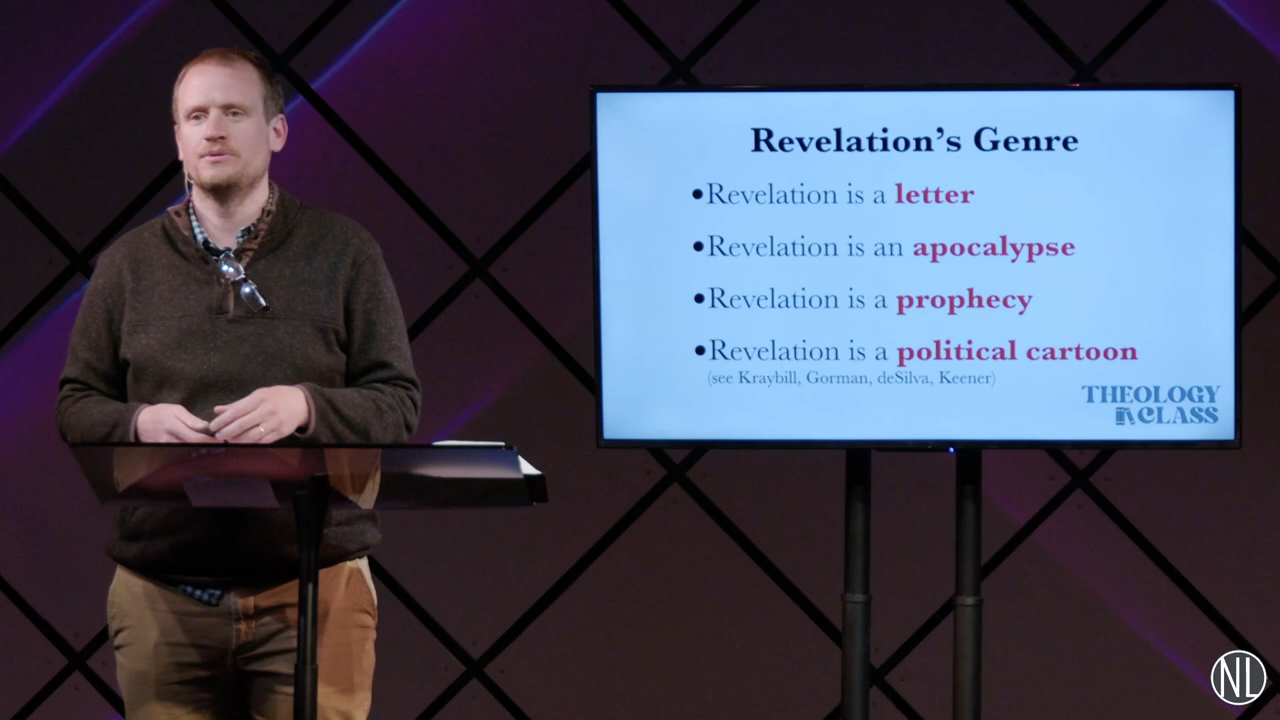 Revelation's Genre
•Revelation is a letter
•Revelation is an apocalypse
•Revelation is a prophecy
•Revelation is a political cartoon
(see Kraybill, Gorman, deSilva, Keener)
THEOLOGY
CLASS
NL